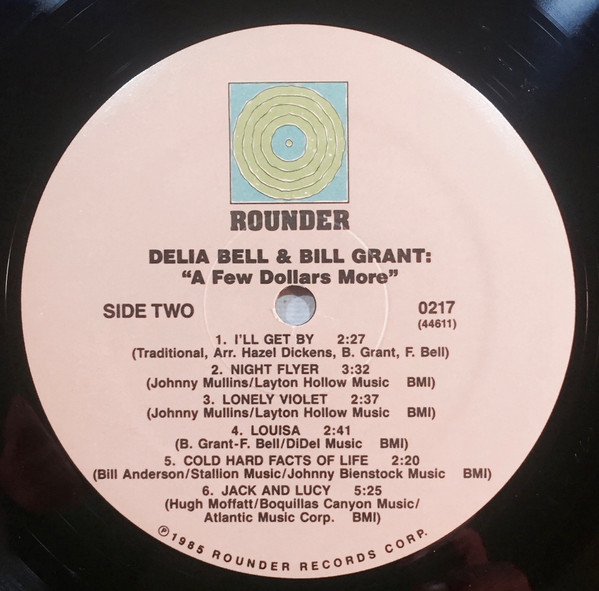 ROUNDER
DELIA BELL & BILL GRANT:
“A Few Dollars More”
SIDE TWO
0217
(44611)
1. I'LL GET BY 2:27
(Traditional, Arr. Hazel Dickens, B. Grant, F. Bell)
2. NIGHT FLYER 3:32
(Johnny Mullins/Layton Hollow Music BMI)
3. LONELY VIOLET 2:37
(Johnny Mullins/Layton Hollow Music BMI)
4. LOUISA 2:41
(B. Grant-F. Bell/DiDel Music BMI)
5. COLD HARD FACTS OF LIFE 2:20
(Bill Anderson/Stallion Music/Johnny Bienstock Music BMI)
6. JACK AND LUCY 5:25
(Hugh Moffatt/Boquillas Canyon Music/
Atlantic Music Corp. BMI)
℗1985 ROUNDER RECORDS CORP.